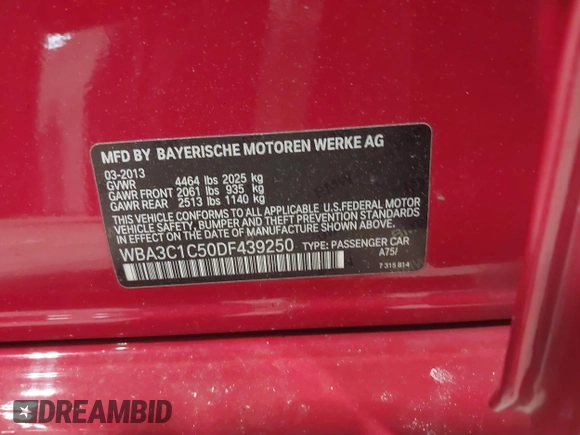 MFD BY BAYERISCHE MOTOREN WERKE AG
03-2013
GVWR 4464 lbs 2025 kg
GAWR FRONT 2061 lbs 935 kg
GAWR REAR 2513 lbs 1140 kg
THIS VEHICLE CONFORMS TO ALL APPLICABLE U.S.FEDERAL MOTOR
VEHICLE SAFETY, BUMPER AND THEFT PREVENTION STANDARDS
IN EFFECT ON THE DATE OF MANUFACTURE SHOWN ABOVE.
WBA3C1C50DF439250 TYPE: PASSENGER CAR
A75/
7 315 814
DREAMBID